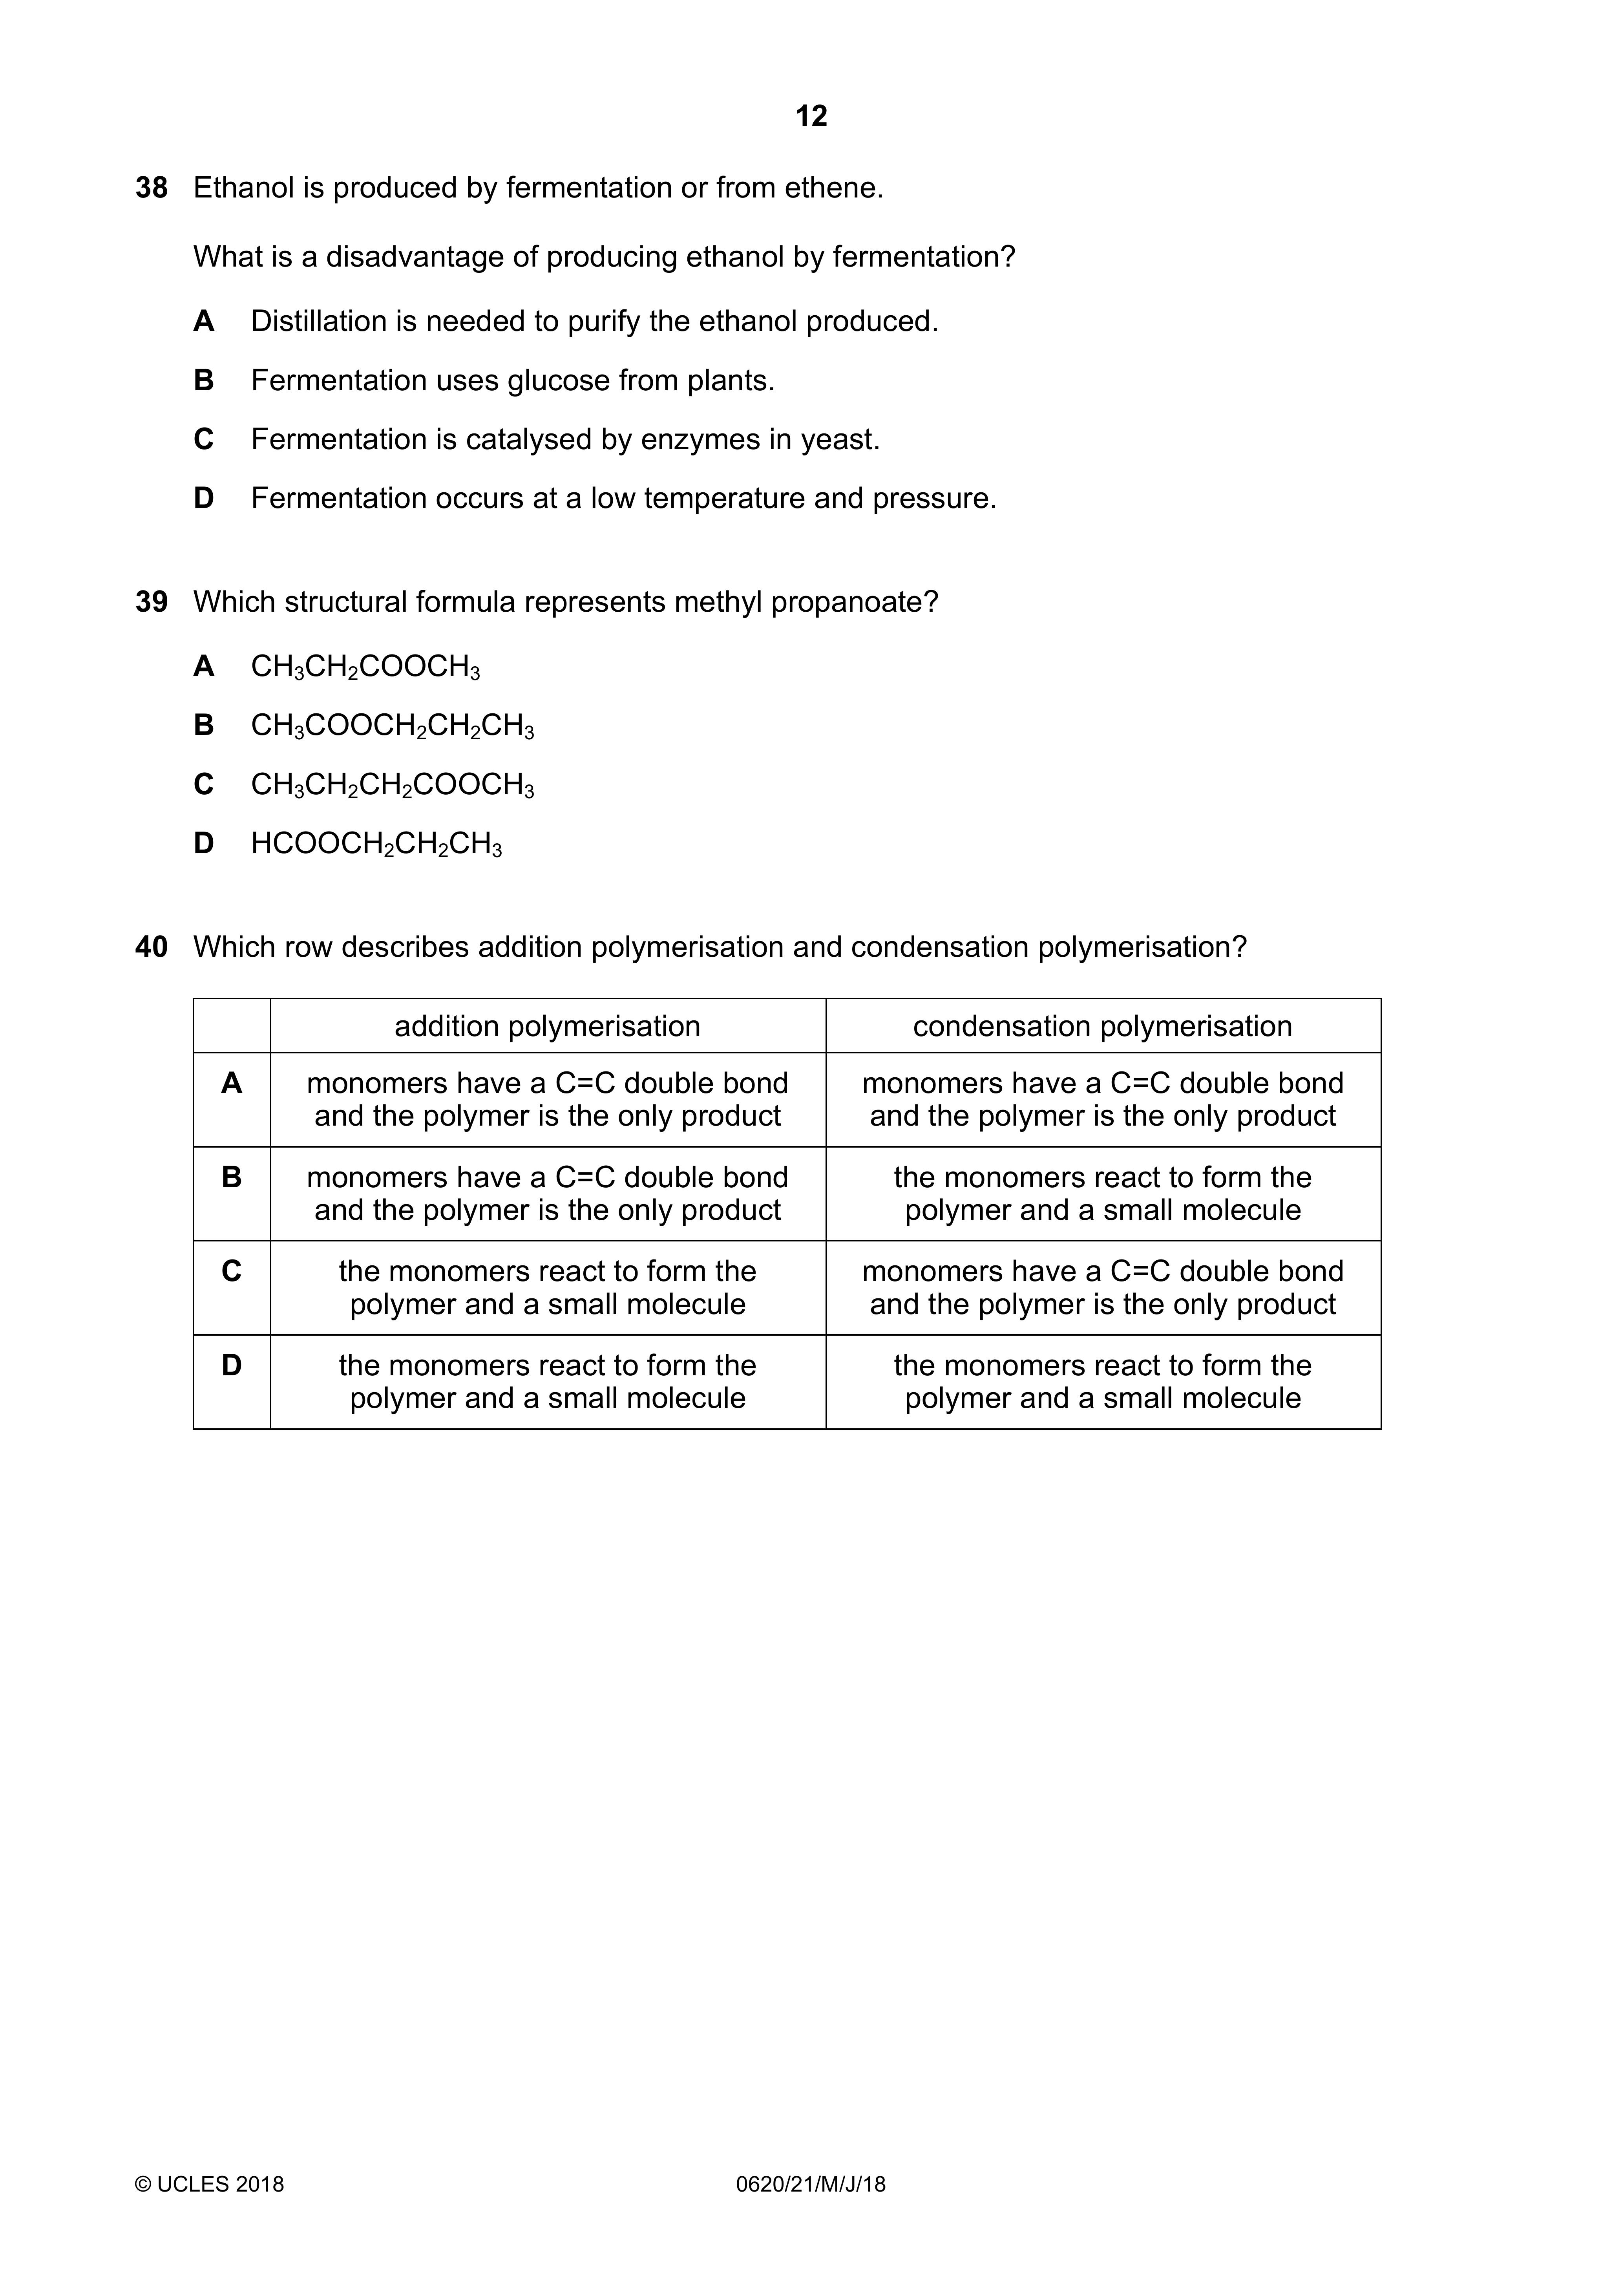 12
38 Ethanol is produced by fermentation or from ethene.
What is a disadvantage of producing ethanol by fermentation?
A Distillation is needed to purify the ethanol produced.
B Fermentation uses glucose from plants.
C Fermentation is catalysed by enzymes in yeast.
D Fermentation occurs at a low temperature and pressure.
39 Which structural formula represents methyl propanoate?
A CH₃CH₂COOCH₃
B CH₃COOCH₂CH₂CH₃
C CH₃CH₂CH₂COOCH₃
D HCOOCH₂CH₂CH₃
40 Which row describes addition polymerisation and condensation polymerisation?
addition polymerisation condensation polymerisation
A monomers have a C=C double bond monomers have a C=C double bond
and the polymer is the only product and the polymer is the only product
B monomers have a C=C double bond the monomers react to form the
and the polymer is the only product polymer and a small molecule
C the monomers react to form the monomers have a C=C double bond
polymer and a small molecule and the polymer is the only product
D the monomers react to form the the monomers react to form the
polymer and a small molecule polymer and a small molecule
© UCLES 2018 0620/21/M/J/18